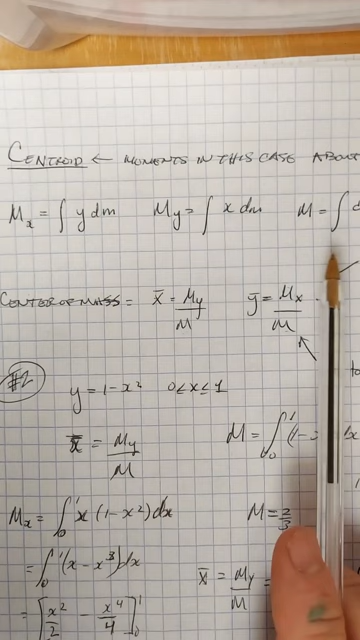 CENTROID ← MOMENTS IN THIS CASE ABOUT
Mx = ∫ y dm My = ∫ x dm M = ∫ d
CENTER OF MASS = x̄ = My/M ȳ = Mx/M
#2 y = 1-x² 0≤x≤1
x̄ = My/M M = ∫₀¹ (1- dx
Mx = ∫₀¹ x (1-x²) dx M = 2/3
= ∫₀¹ (x - x³) dx x̄ = My/M =
= [x²/2 - x⁴/4]₀¹